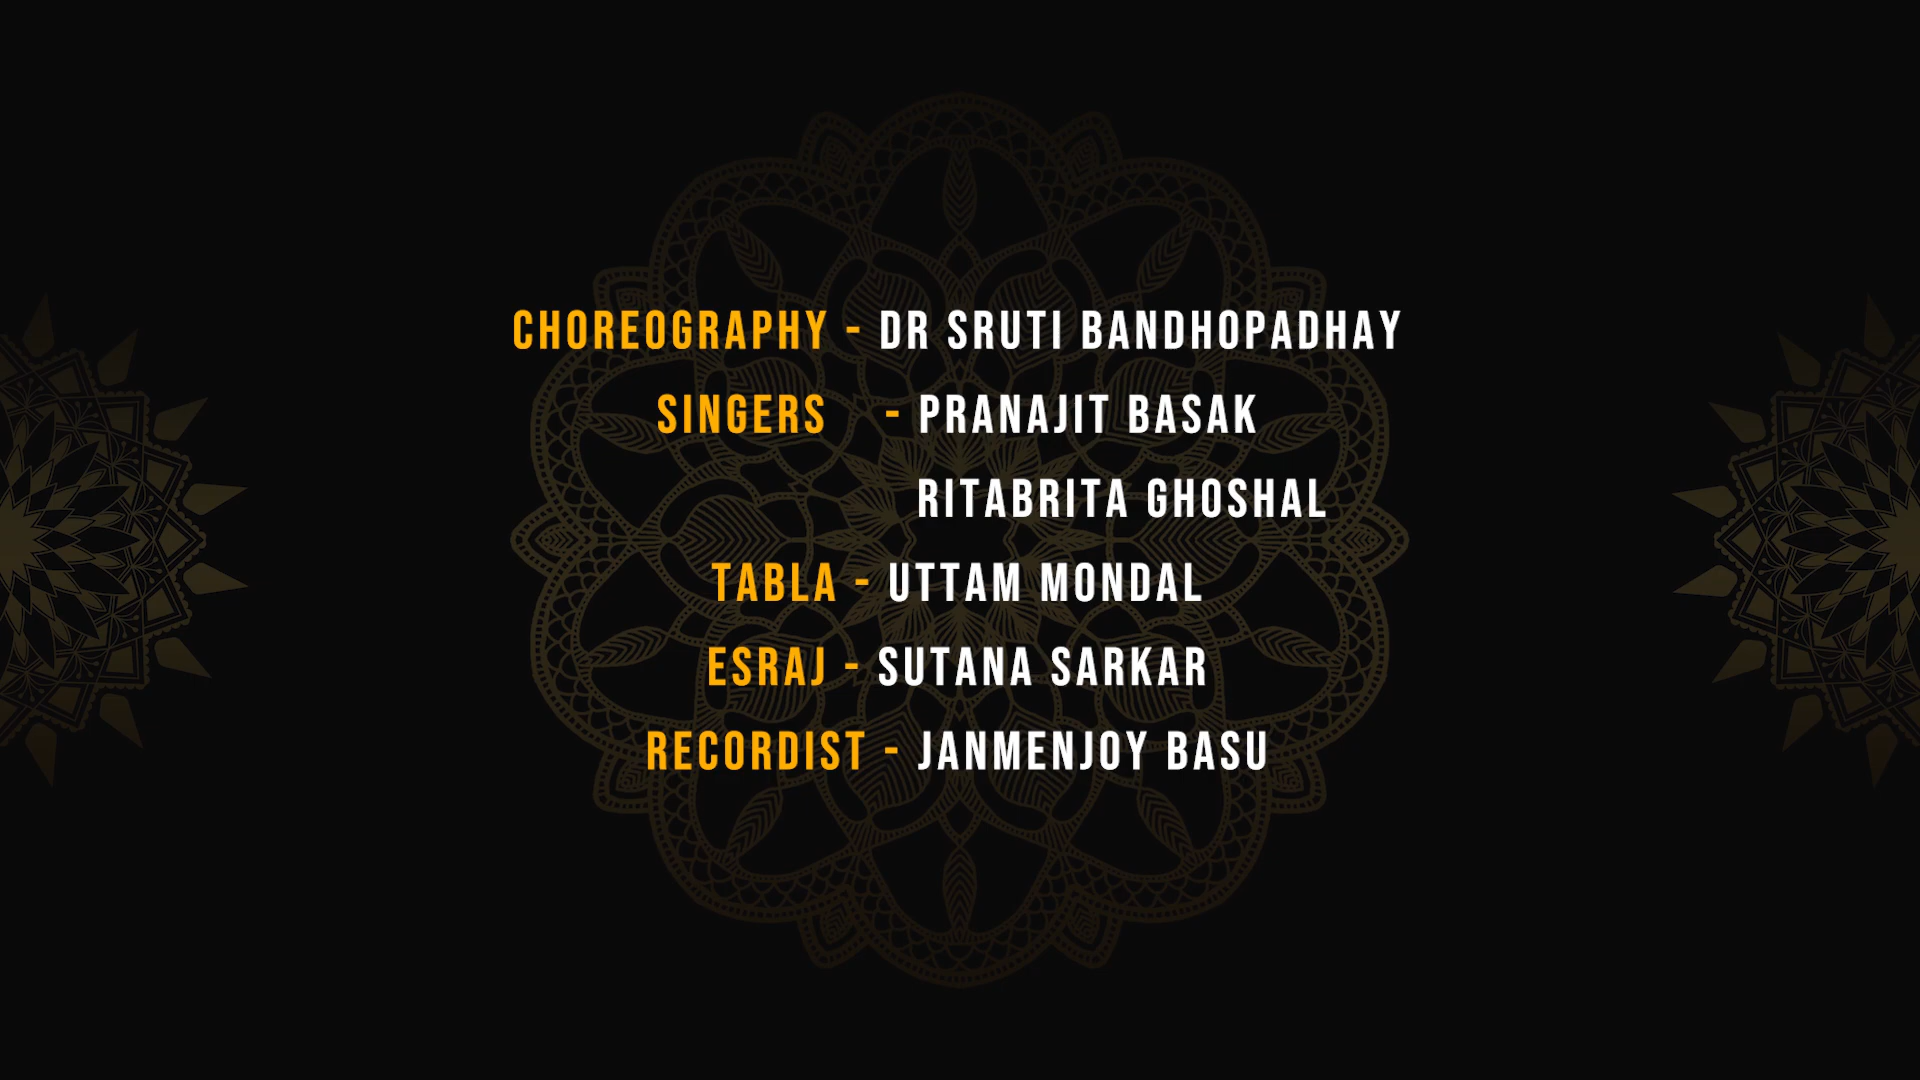 CHOREOGRAPHY - DR SRUTI BANDHOPADHAY
SINGERS - PRANAJIT BASAK
RITABRITA GHOSHAL
TABLA - UTTAM MONDAL
ESRAJ - SUTANA SARKAR
RECORDIST - JANMENJOY BASU